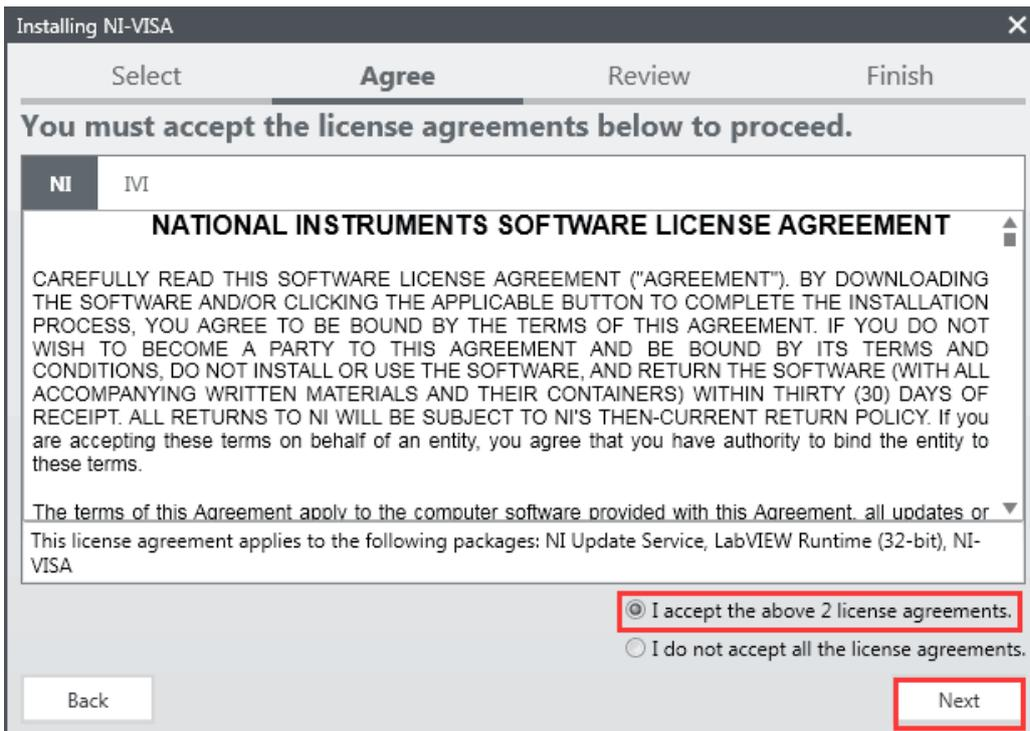 Installing NI-VISA
Select Agree Review Finish
You must accept the license agreements below to proceed.
NI IVI
NATIONAL INSTRUMENTS SOFTWARE LICENSE AGREEMENT
CAREFULLY READ THIS SOFTWARE LICENSE AGREEMENT ("AGREEMENT"). BY DOWNLOADING
THE SOFTWARE AND/OR CLICKING THE APPLICABLE BUTTON TO COMPLETE THE INSTALLATION
PROCESS, YOU AGREE TO BE BOUND BY THE TERMS OF THIS AGREEMENT. IF YOU DO NOT
WISH TO BECOME A PARTY TO THIS AGREEMENT AND BE BOUND BY ITS TERMS AND
CONDITIONS, DO NOT INSTALL OR USE THE SOFTWARE, AND RETURN THE SOFTWARE (WITH ALL
ACCOMPANYING WRITTEN MATERIALS AND THEIR CONTAINERS) WITHIN THIRTY (30) DAYS OF
RECEIPT. ALL RETURNS TO NI WILL BE SUBJECT TO NI'S THEN-CURRENT RETURN POLICY. If you
are accepting these terms on behalf of an entity, you agree that you have authority to bind the entity to
these terms.
The terms of this Agreement apply to the computer software provided with this Agreement, all updates or
This license agreement applies to the following packages: NI Update Service, LabVIEW Runtime (32-bit), NI-
VISA
I accept the above 2 license agreements.
I do not accept all the license agreements.
Back Next